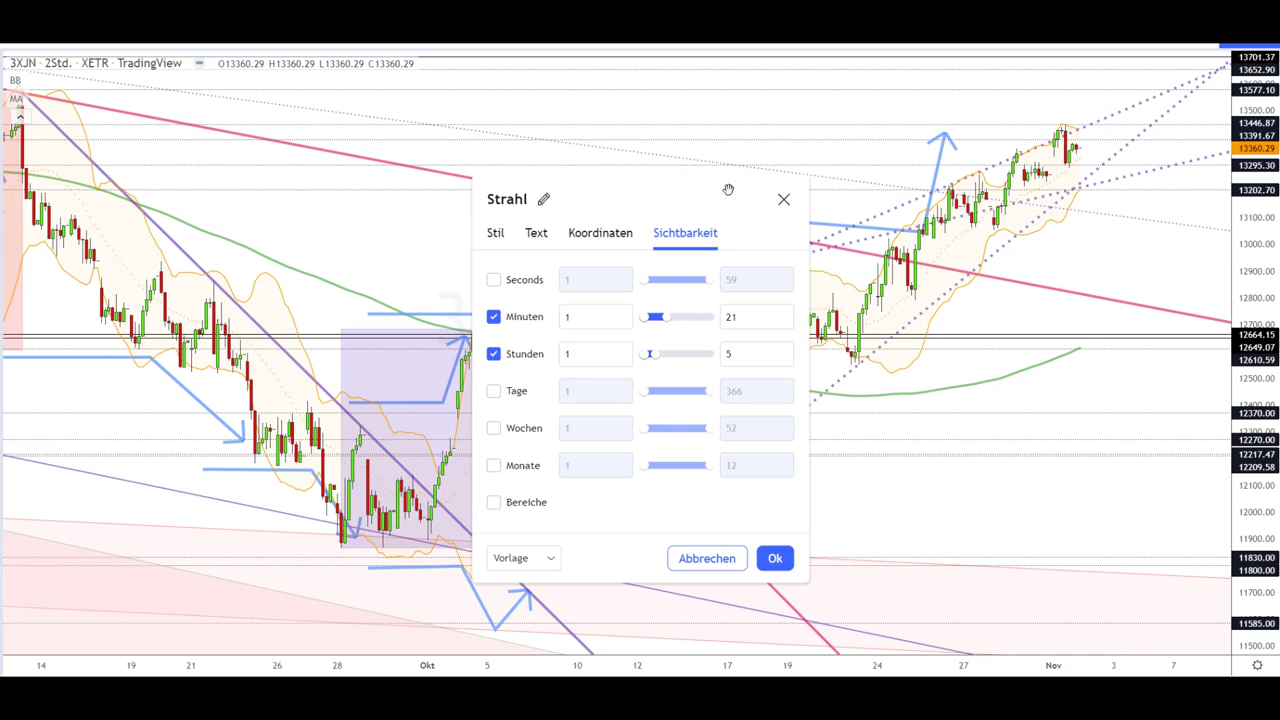 3XJN · 2Std. · XETR · TradingView O13360.29 H13360.29 L13360.29 C13360.29
BB
MA
Strahl
Stil Text Koordinaten Sichtbarkeit
Seconds 1 59
Minuten 1 21
Stunden 1 5
Tage 1 366
Wochen 1 52
Monate 1 12
Bereiche
Vorlage Abbrechen Ok
13701.37
13652.90
13577.10
13500.00
13446.87
13391.67
13360.29
13295.30
13202.70
13100.00
13000.00
12900.00
12800.00
12700.00
12664.15
12649.07
12610.59
12500.00
12400.00
12370.00
12300.00
12270.00
12217.47
12209.58
12100.00
12000.00
11900.00
11830.00
11800.00
11700.00
11585.00
11500.00
14 19 21 26 28 Okt 5 10 12 17 19 24 27 Nov 3 7